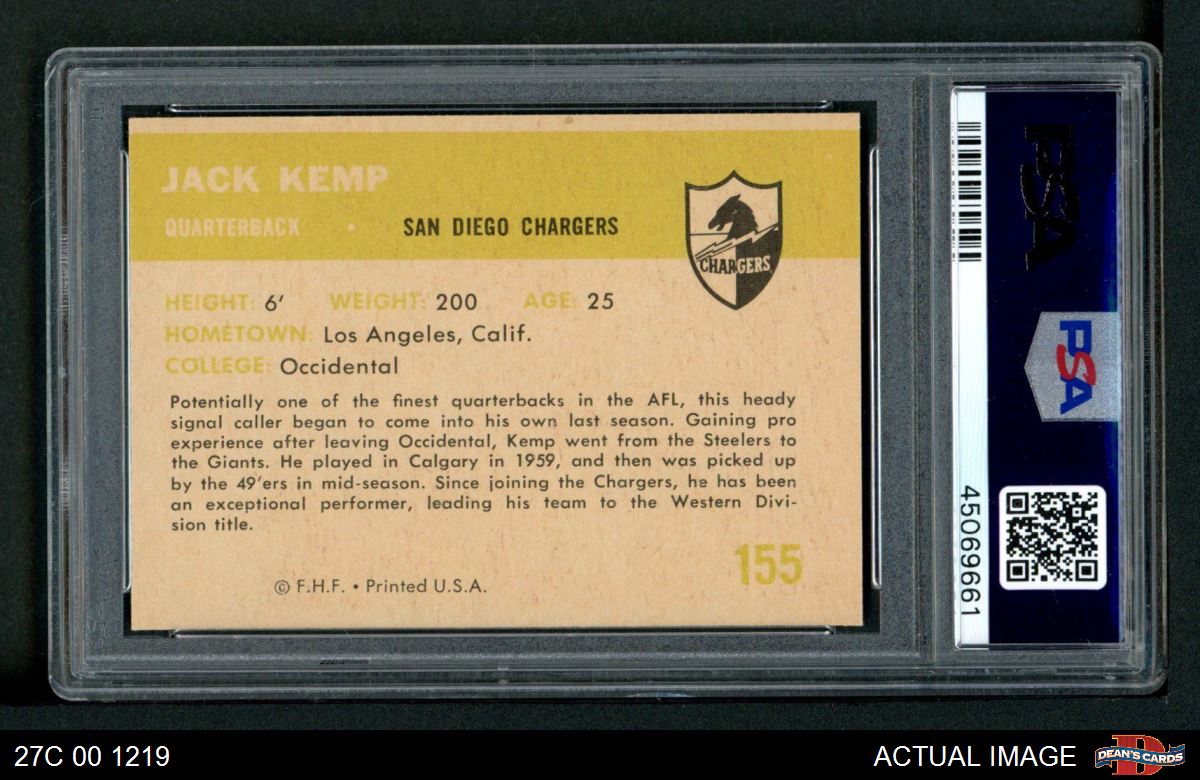 JACK KEMP
QUARTERBACK • SAN DIEGO CHARGERS
CHARGERS
HEIGHT: 6' WEIGHT: 200 AGE: 25
HOMETOWN: Los Angeles, Calif.
COLLEGE: Occidental
Potentially one of the finest quarterbacks in the AFL, this heady
signal caller began to come into his own last season. Gaining pro
experience after leaving Occidental, Kemp went from the Steelers to
the Giants. He played in Calgary in 1959, and then was picked up
by the 49'ers in mid-season. Since joining the Chargers, he has been
an exceptional performer, leading his team to the Western Divi-
sion title.
155
© F.H.F. • Printed U.S.A.
PSA
PSA
45069661
27C 00 1219
ACTUAL IMAGE
DEAN'S CARDS